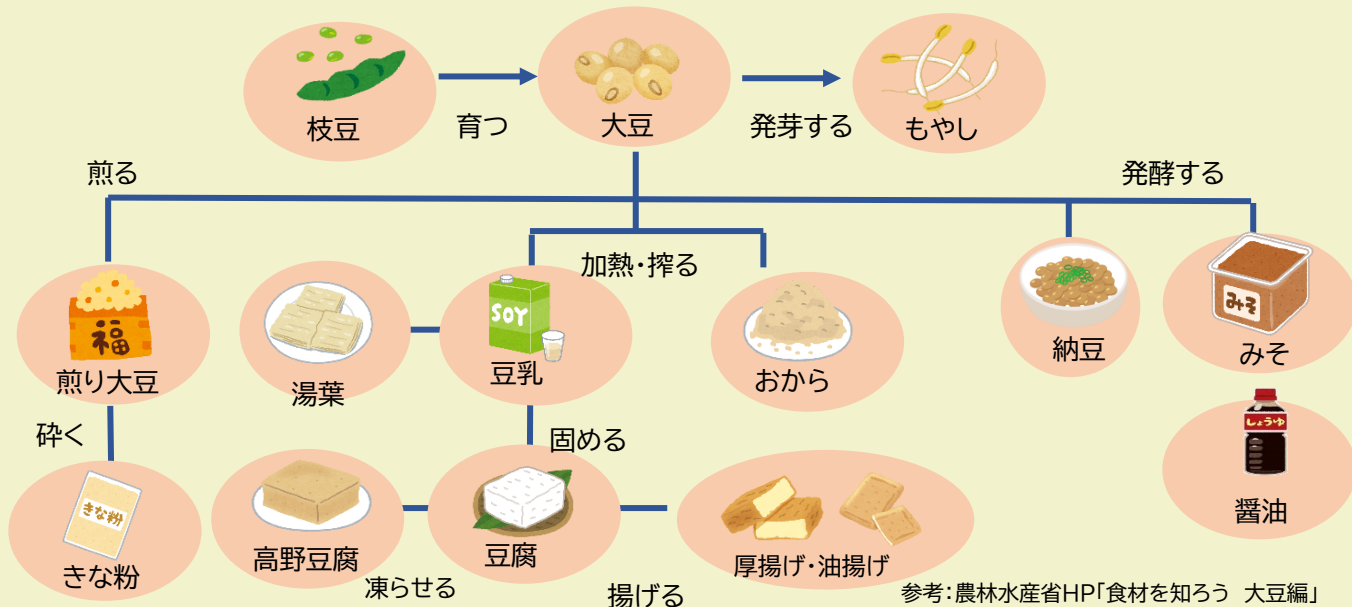 枝豆
育つ
大豆
発芽する
もやし
煎る
発酵する
加熱・搾る
福
煎り大豆
湯葉
SOY
豆乳
おから
納豆
みそ
みそ
砕く
固める
しょうゆ
醤油
きな粉
きな粉
高野豆腐
凍らせる
豆腐
揚げる
厚揚げ・油揚げ
参考：農林水産省HP「食材を知ろう　大豆編」